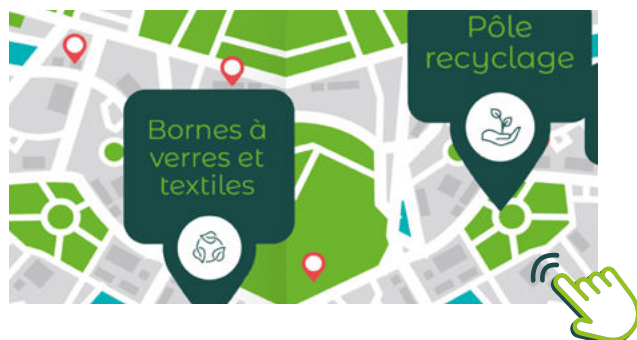 Pôle
recyclage
Bornes à
verres et
textiles